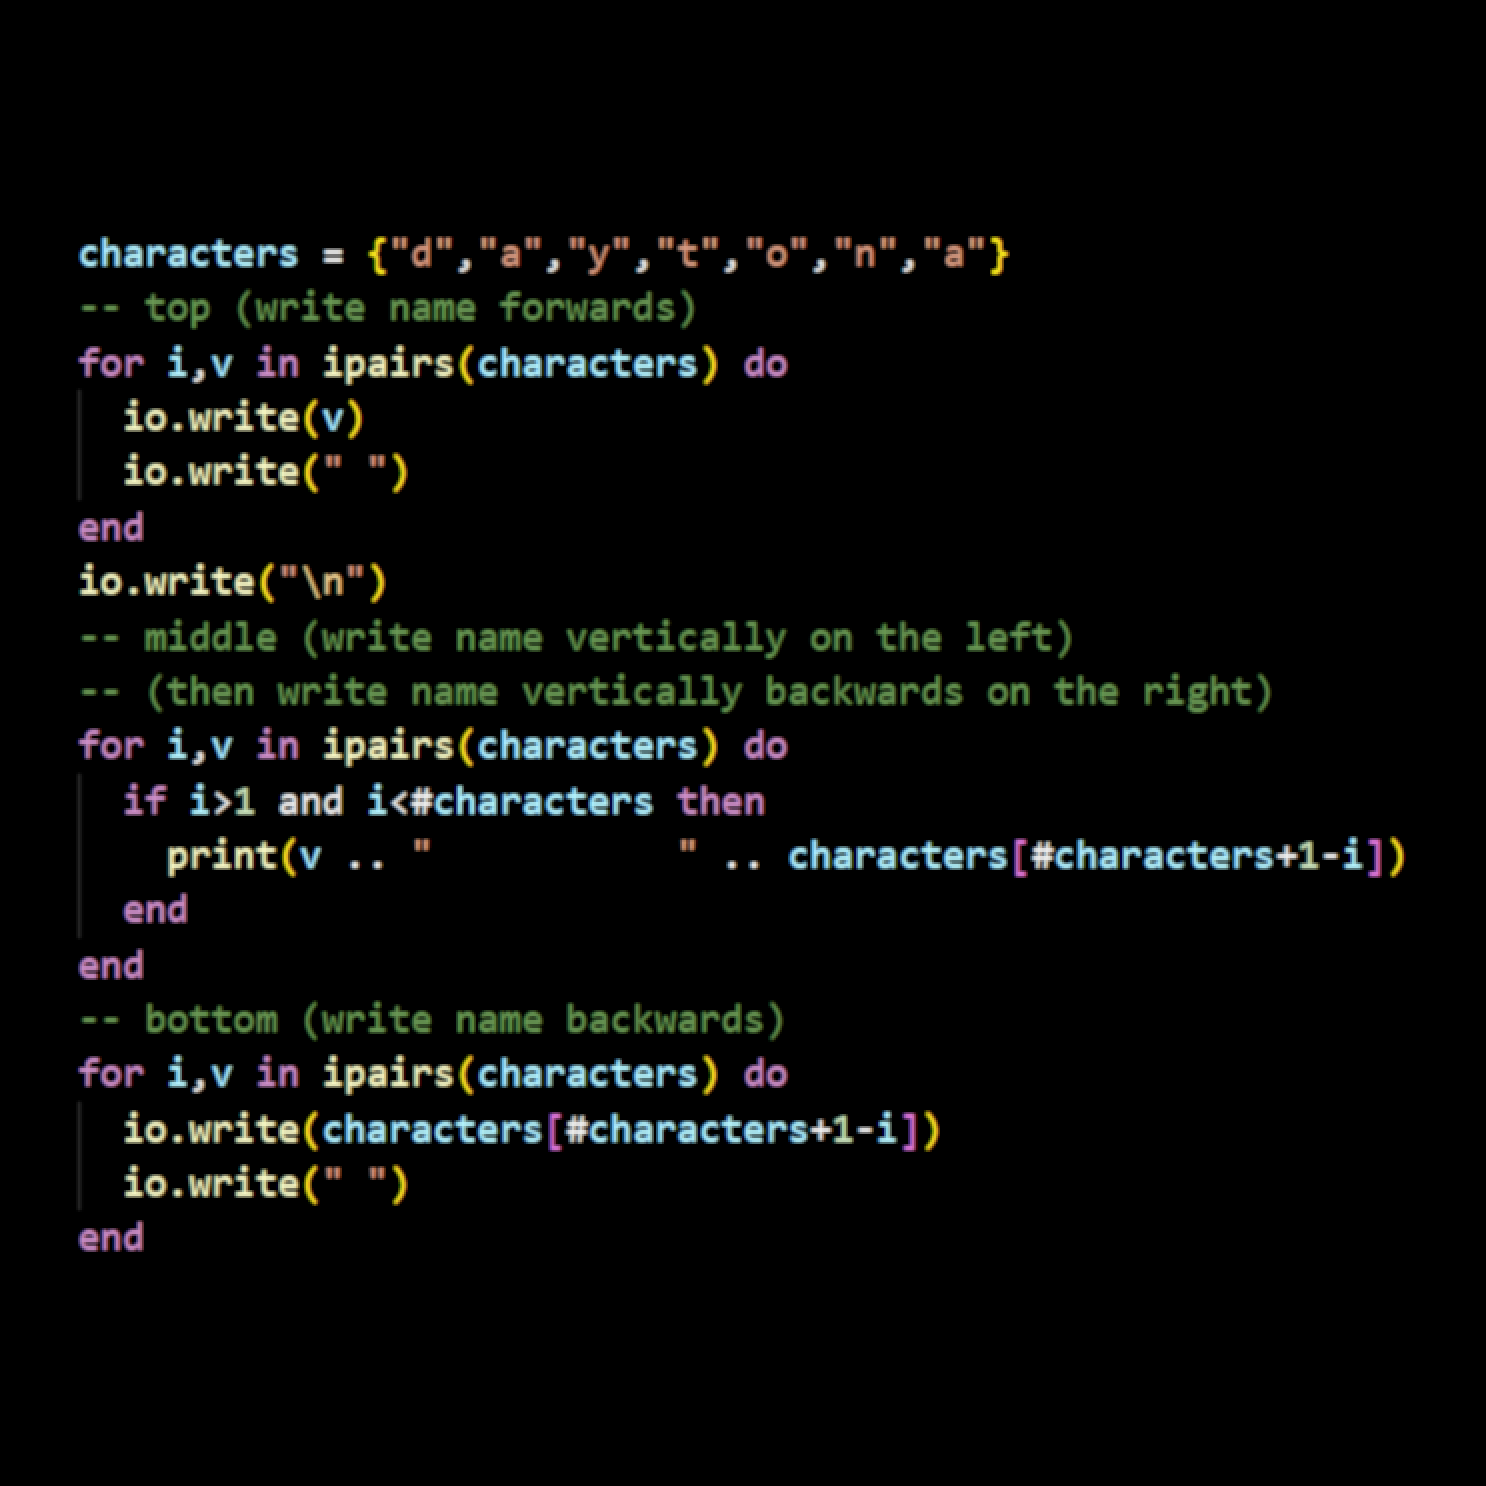 characters = {"d","a","y","t","o","n","a"}
-- top (write name forwards)
for i,v in ipairs(characters) do
  io.write(v)
  io.write(" ")
end
io.write("\n")
-- middle (write name vertically on the left)
-- (then write name vertically backwards on the right)
for i,v in ipairs(characters) do
  if i>1 and i<#characters then
    print(v .. "           " .. characters[#characters+1-i])
  end
end
-- bottom (write name backwards)
for i,v in ipairs(characters) do
  io.write(characters[#characters+1-i])
  io.write(" ")
end